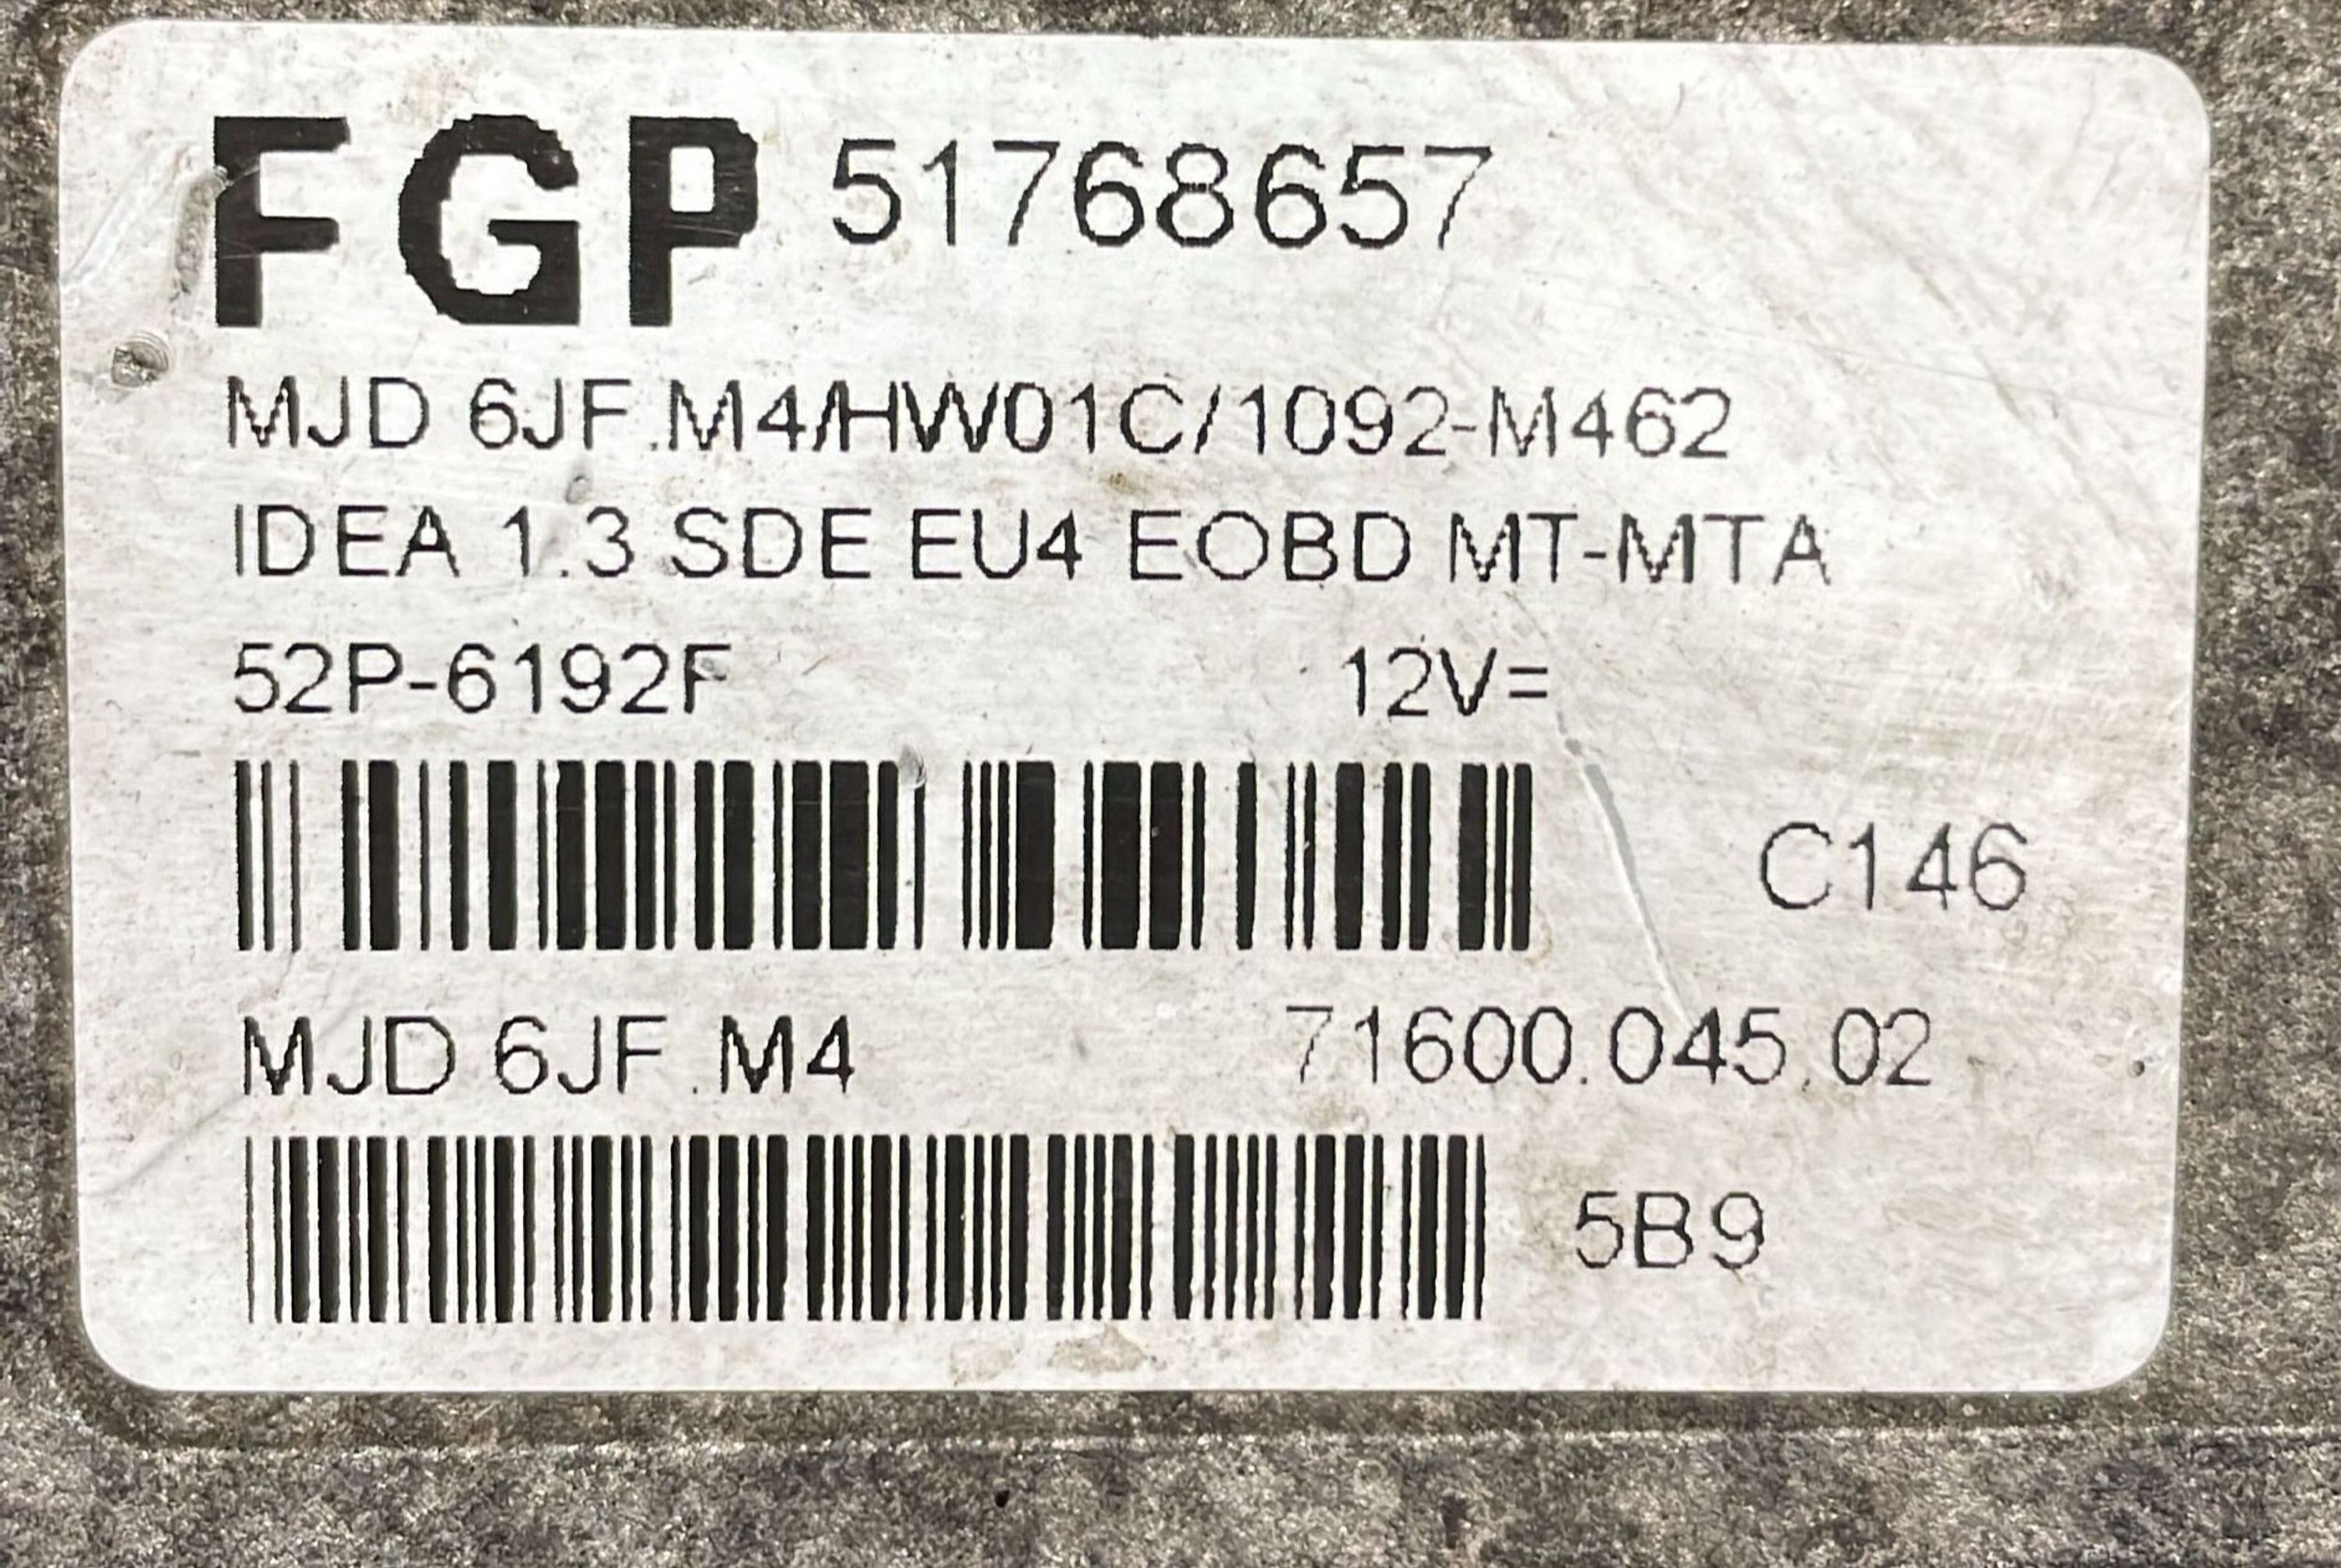 FGP 51768657
MJD 6JF.M4/HW01C/1092-M462
IDEA 1.3 SDE EU4 EOBD MT-MTA
52P-6192F 12V=
C146
MJD 6JF.M4 71600.045.02
5B9